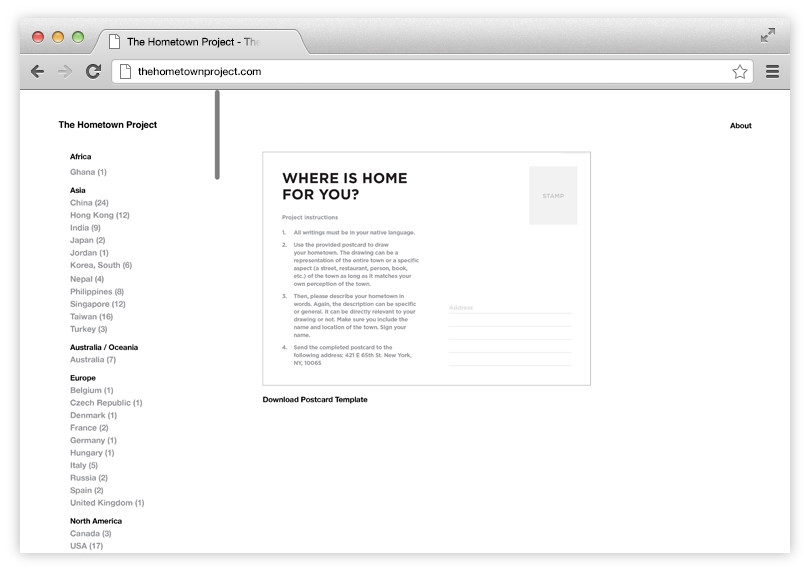 The Hometown Project - The
thehometownproject.com
The Hometown Project
About
Africa
Ghana (1)
Asia
China (24)
Hong Kong (12)
India (9)
Japan (2)
Jordan (1)
Korea, South (6)
Nepal (4)
Philippines (8)
Singapore (12)
Taiwan (16)
Turkey (3)
Australia / Oceania
Australia (7)
Europe
Belgium (1)
Czech Republic (1)
Denmark (1)
France (2)
Germany (1)
Hungary (1)
Italy (5)
Russia (2)
Spain (2)
United Kingdom (1)
North America
Canada (3)
USA (17)
WHERE IS HOME
FOR YOU?
STAMP
Project Instructions
1. All writings must be in your native language.
2. Use the provided postcard to draw
your hometown. The drawing can be a
representation of the entire town or a specific
aspect (a street, restaurant, person, book,
etc.) of the town as long as it matches your
own perception of the town.
3. Then, please describe your hometown in
words. Again, the description can be specific
or general. It can be directly relevant to your
drawing or not. Make sure you include the
name and location of the town. Sign your
name.
4. Send the completed postcard to the
following address: 421 E 65th St. New York,
NY, 10065
Address
Download Postcard Template